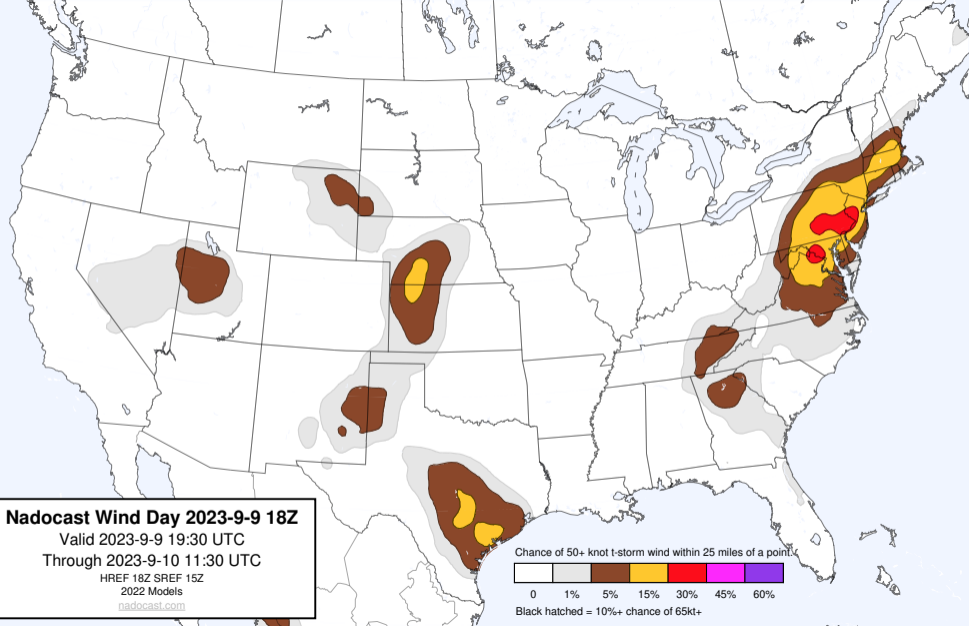 Nadocast Wind Day 2023-9-9 18Z
Valid 2023-9-9 19:30 UTC
Through 2023-9-10 11:30 UTC
HREF 18Z SREF 15Z
2022 Models
nadocast.com
Chance of 50+ knot t-storm wind within 25 miles of a point.
0 1% 5% 15% 30% 45% 60%
Black hatched = 10%+ chance of 65kt+